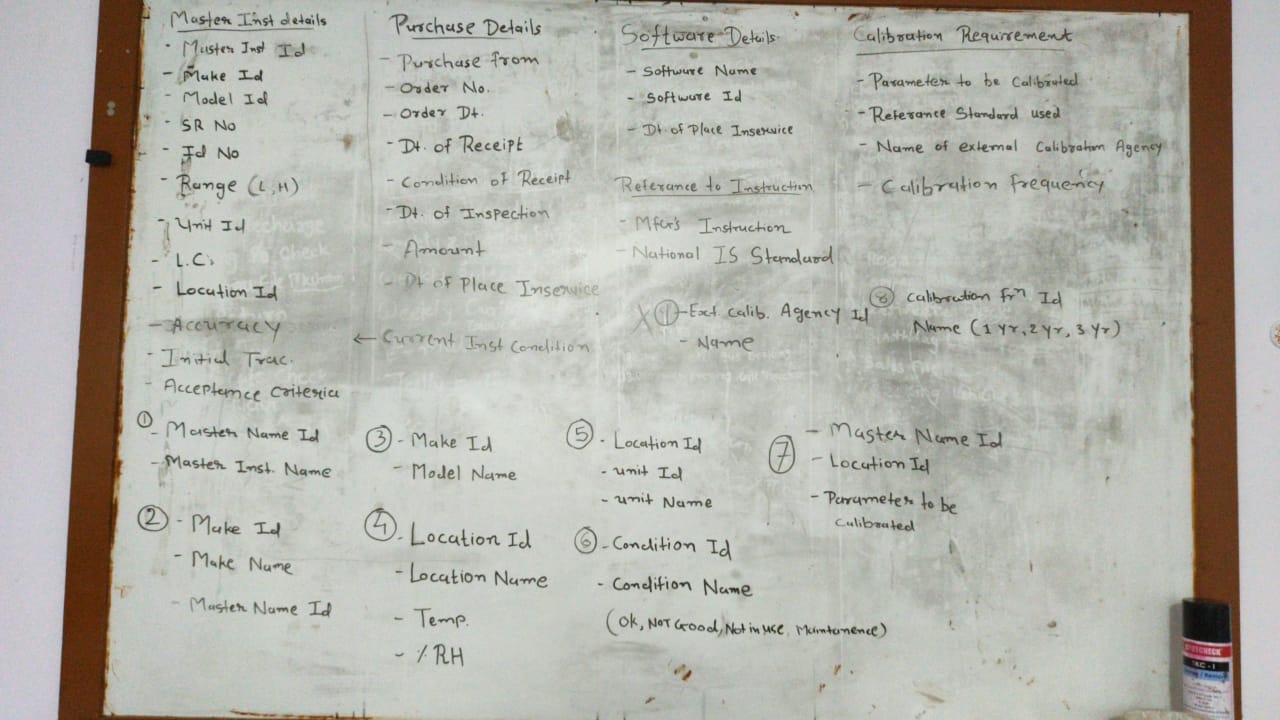 Master Inst details
- Master Inst Id
- Make Id
- Model Id
- SR No
- Id No
- Range (L, H)
- Unit Id
- L.C.
- Location Id
- Accuracy
- Initial Trac.
- Acceptance criteria
Purchase Details
- Purchase from
- Order No.
- Order Dt.
- Dt. of Receipt
- Condition of Receipt
- Dt. of Inspection
- Amount
- Dt of Place Inservice
← Current Inst Condition
Software Details
- Software Name
- Software Id
- Dt. of Place Inservice
Referance to Instruction
- Mfer's Instruction
- National IS Standard
X ① - Ext. calib. Agency Id
- Name
Calibration Requirement
- Parameter to be Calibrated
- Referance Standard used
- Name of external Calibration Agency
- Calibration frequency
⑧ Calibration frn Id
Name (1 yr, 2 yr, 3 yr)
① - Master Name Id
- Master Inst. Name
② - Make Id
- Make Name
- Master Name Id
③ - Make Id
- Model Name
④ - Location Id
- Location Name
- Temp.
- % RH
⑤ - Location Id
- unit Id
- unit Name
⑥ - Condition Id
- Condition Name
(Ok, Not Good, Not in use, Maintanence)
⑦ - Master Name Id
- Location Id
- Parameter to be
Calibrated
SPOTCHECK
SKC - 1